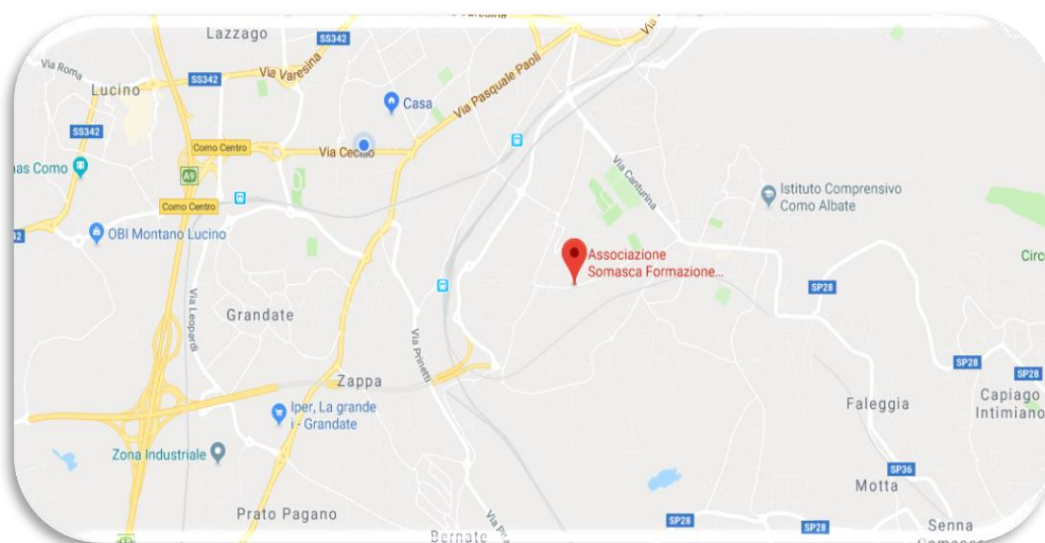 Lazzago
SS342
Via Varesina
Via Roma
Lucino
SS342
Via Pasquale Paoli
Casa
SS342
Como Centro
Via Cecilio
Como
A9
Como Centro
Via Canturina
Istituto Comprensivo
Como Albate
OBI Montano Lucino
Associazione
Somasca Formazione...
SP28
Via Leopardi
Grandate
Via Prinetti
Zappa
SP28
SP28
Capiago
Intimiano
Faleggia
Iper, La grande
i - Grandate
Zona Industriale
SP36
Motta
Prato Pagano
SP28
SP28
Senna
Bernate